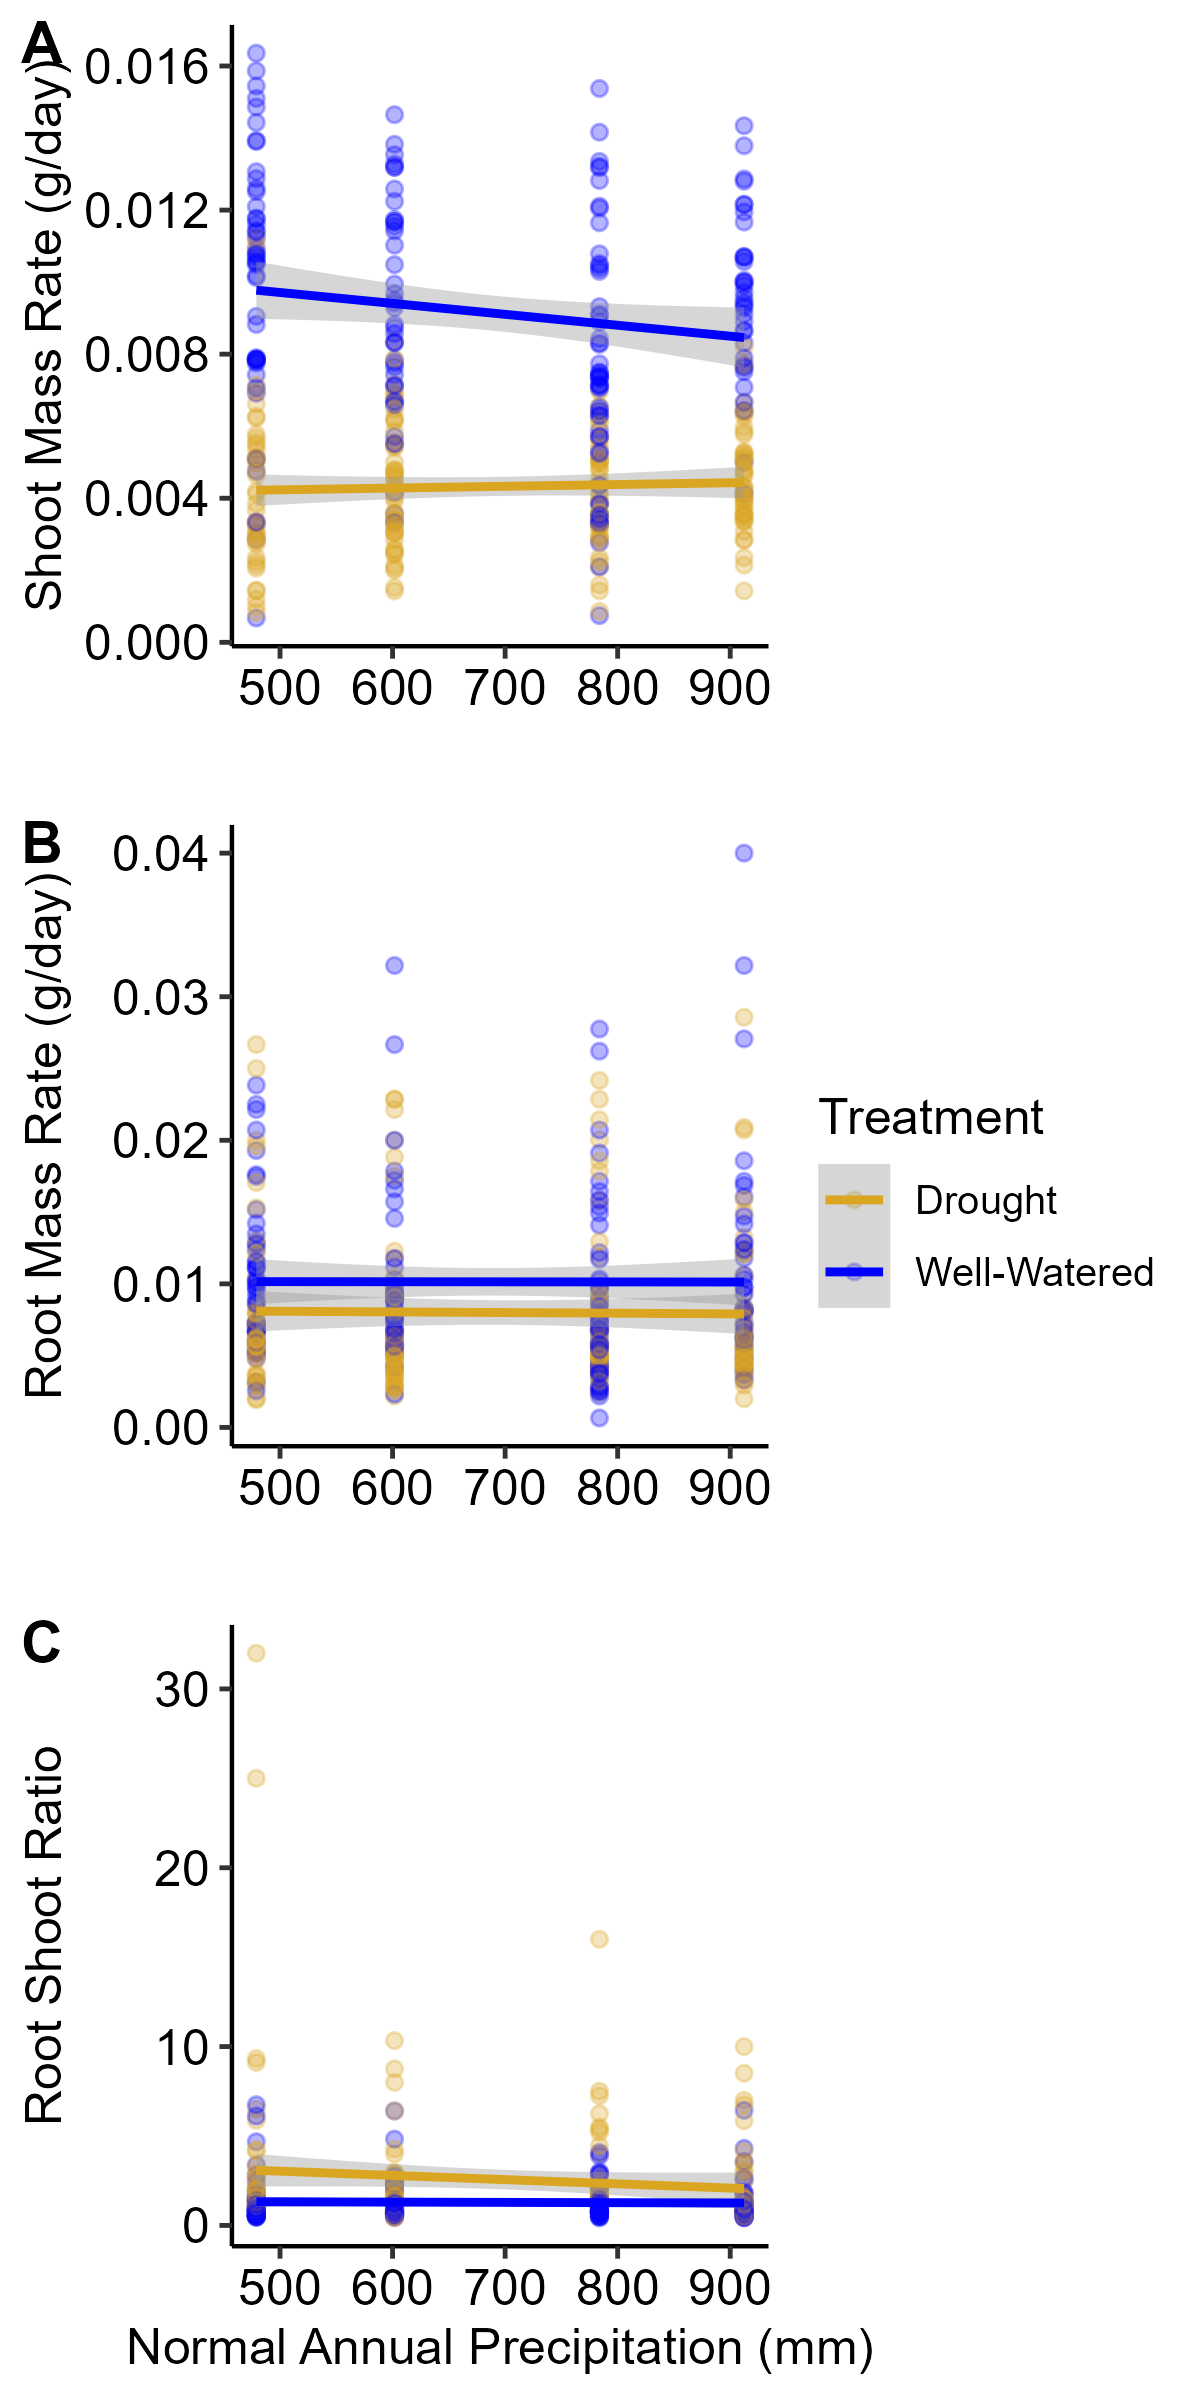 A
Shoot Mass Rate (g/day)
0.016
0.012
0.008
0.004
0.000
500 600 700 800 900
B
Root Mass Rate (g/day)
0.04
0.03
0.02
0.01
0.00
500 600 700 800 900
Treatment
Drought
Well-Watered
C
Root Shoot Ratio
30
20
10
0
500 600 700 800 900
Normal Annual Precipitation (mm)